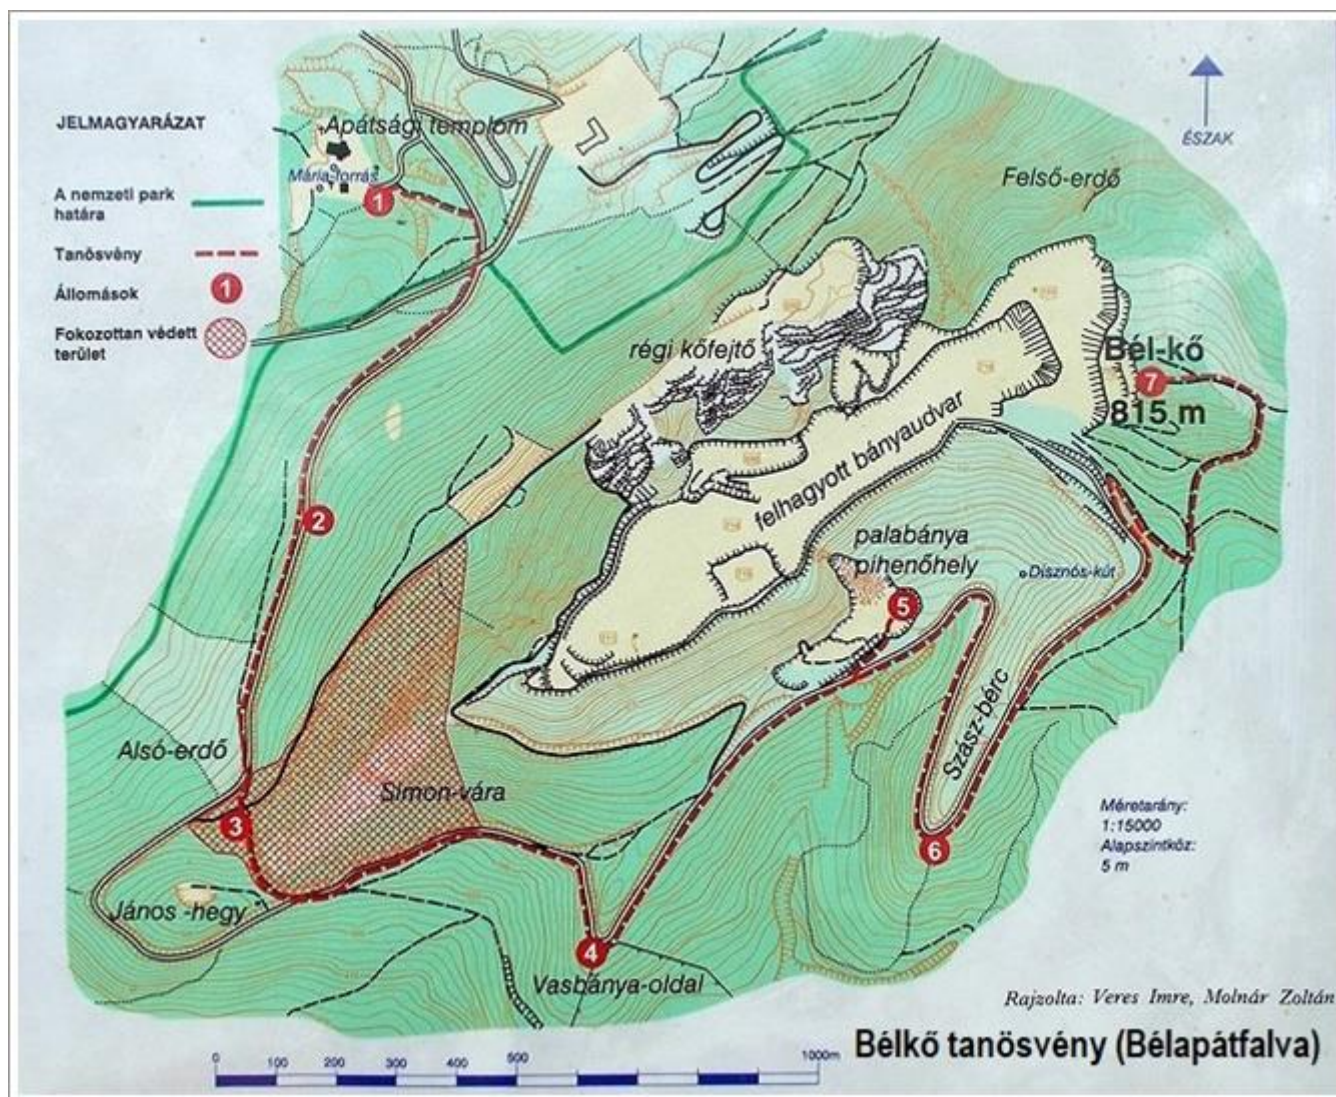 JELMAGYARÁZAT
A nemzeti park
határa
Tanösvény
Állomások
1
Fokozottan védett
terület
Apátsági templom
Mária-forrás
1
ÉSZAK
Felső-erdő
régi kőfejtő
Bél-kő
7
815 m
felhagyott bányaudvar
2
palabánya
pihenőhely
Disznós-kút
5
Alsó-erdő
Simon-vára
Szász-bérc
3
6
Méretarány:
1:15000
Alapszintköz:
5 m
János-hegy
4
Vasbánya-oldal
Rajzolta: Veres Imre, Molnár Zoltán
Bélkő tanösvény (Bélapátfalva)
0 100 200 300 400 500 1000m